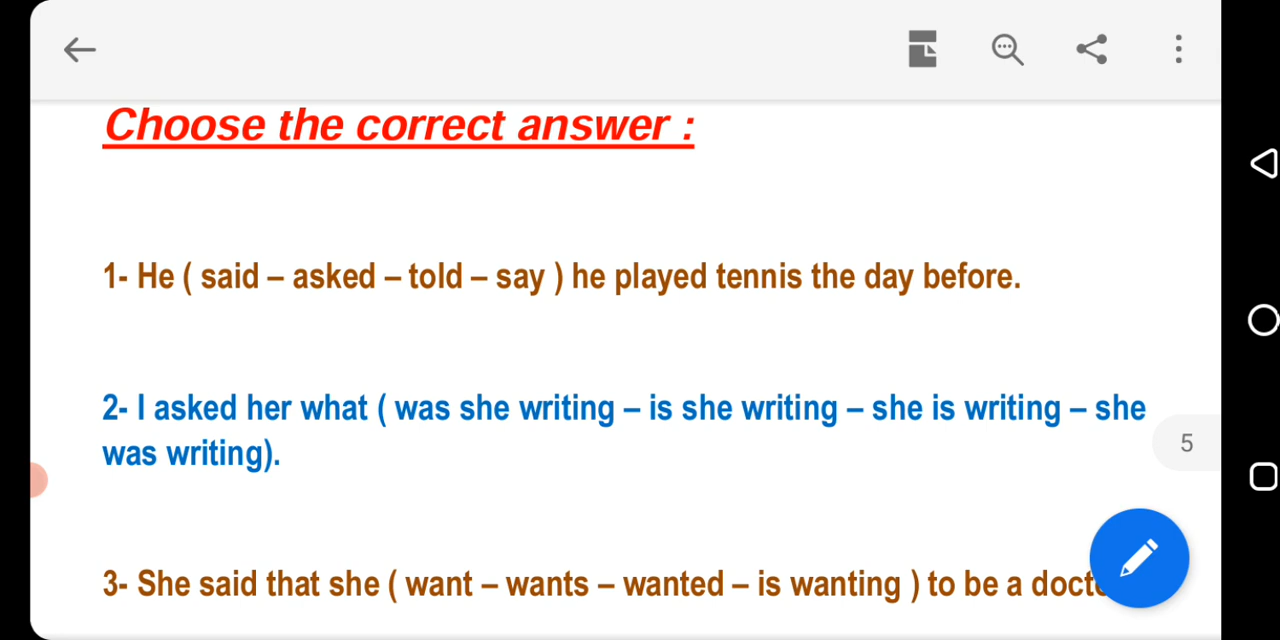 Choose the correct answer :
1- He ( said – asked – told – say ) he played tennis the day before.
2- I asked her what ( was she writing – is she writing – she is writing – she
was writing).
5
3- She said that she ( want – wants – wanted – is wanting ) to be a